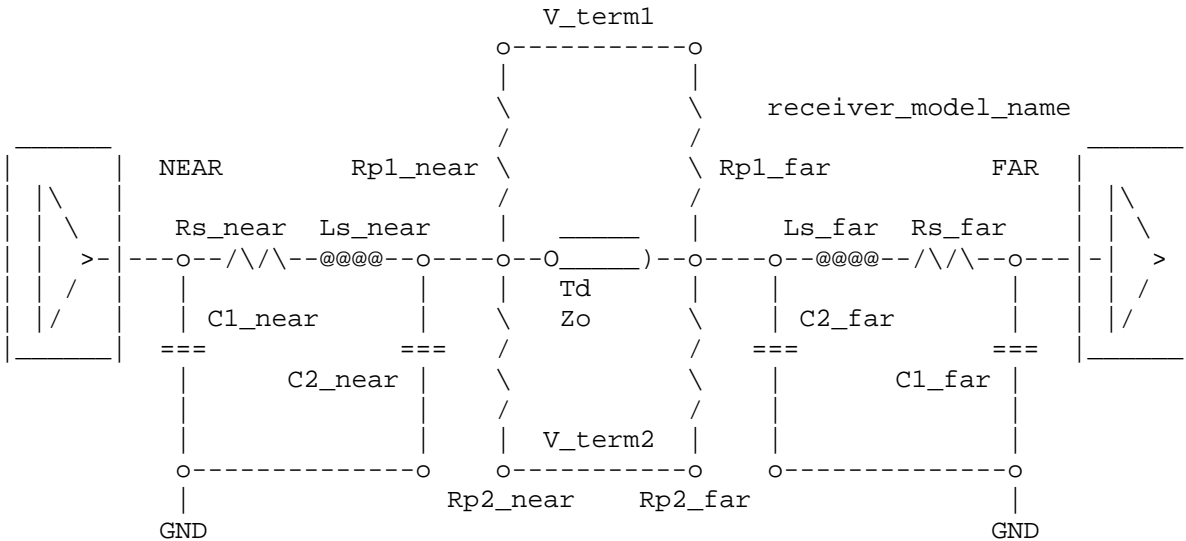 V_term1
receiver_model_name
NEAR Rp1_near Rp1_far FAR
Rs_near Ls_near Ls_far Rs_far
Td
C1_near Zo C2_far
C2_near C1_far
V_term2
Rp2_near Rp2_far
GND GND